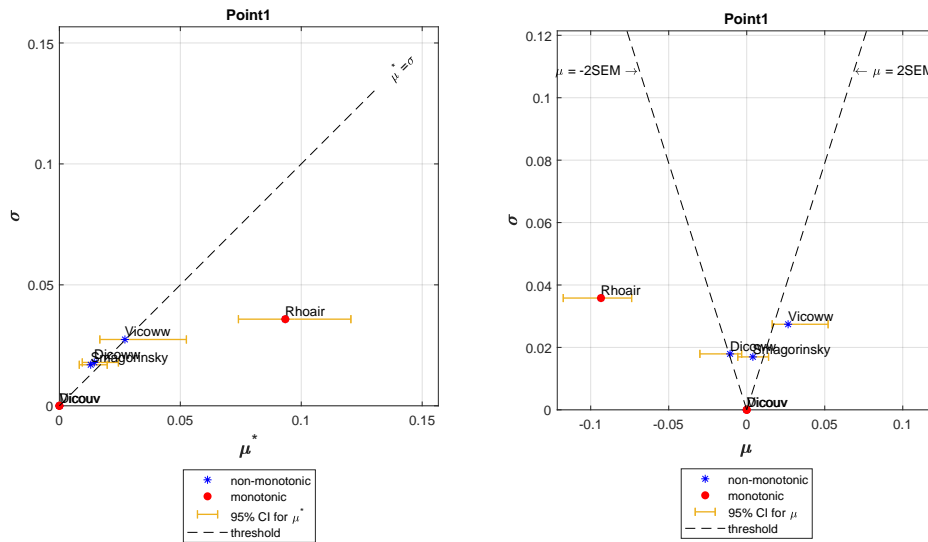 Point1
0.15
0.1
0.05
0
σ
μ* = σ
Rhoair
Vicoww
Dicoww
Smagorinsky
Dicouv
0
0.05
0.1
0.15
μ*
non-monotonic
monotonic
95% CI for μ*
threshold
Point1
0.12
0.1
0.08
0.06
0.04
0.02
0
σ
μ = -2SEM →
← μ = 2SEM
Rhoair
Vicoww
Dicoww
Smagorinsky
Dicouv
-0.1
-0.05
0
0.05
0.1
μ
non-monotonic
monotonic
95% CI for μ
threshold